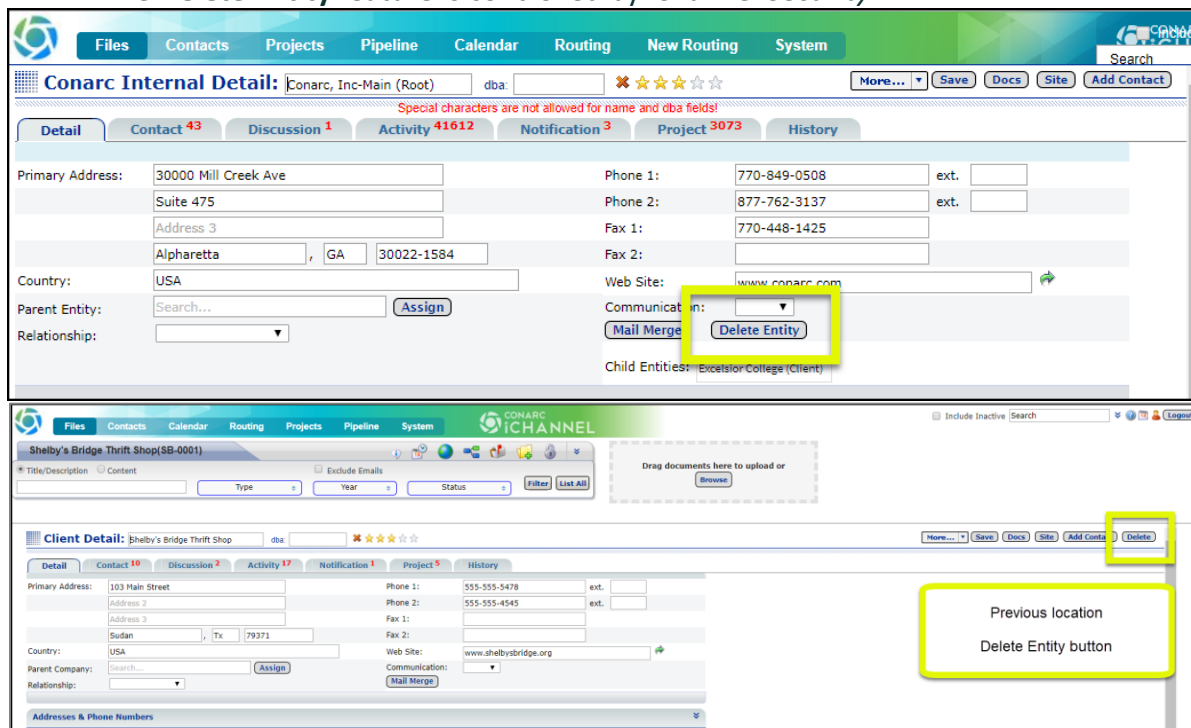 Files Contacts Projects Pipeline Calendar Routing New Routing System
Search
Conarc Internal Detail: Conarc, Inc-Main (Root) dba: More... Save Docs Site Add Contact
Special characters are not allowed for name and dba fields!
Detail Contact 43 Discussion 1 Activity 41612 Notification 3 Project 3073 History
Primary Address: 30000 Mill Creek Ave Phone 1: 770-849-0508 ext.
Suite 475 Phone 2: 877-762-3137 ext.
Address 3 Fax 1: 770-448-1425
Alpharetta , GA 30022-1584 Fax 2:
Country: USA Web Site: www.conarc.com
Parent Entity: Search... Assign Communication:
Relationship: Mail Merge Delete Entity
Child Entities: Excelsior College (Client)
Files Contacts Calendar Routing Projects Pipeline System CONARC iCHANNEL Include Inactive Search Logout
Shelby's Bridge Thrift Shop(SB-0001)
Title/Description Content Exclude Emails Drag documents here to upload or
Type Year Status Filter List All Browse
Client Detail: Shelby's Bridge Thrift Shop dba: More... Save Docs Site Add Contact Delete
Detail Contact 10 Discussion 2 Activity 17 Notification 1 Project 5 History
Primary Address: 103 Main Street Phone 1: 555-555-5478 ext.
Address 2 Phone 2: 555-555-4545 ext.
Address 3 Fax 1:
Sudan , Tx 79371 Fax 2:
Country: USA Web Site: www.shelbysbridge.org
Parent Company: Search... Assign Communication:
Relationship: Mail Merge
Previous location
Delete Entity button
Addresses & Phone Numbers